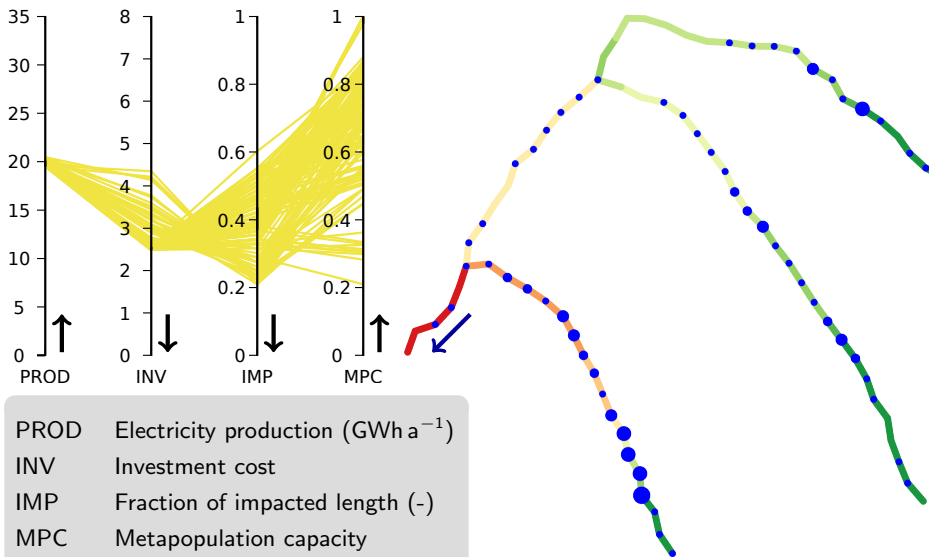 35 8 1 1
30 7
25 6 0.8 0.8
5
20 0.6 0.6
4
15
3 0.4 0.4
10
2
5 0.2 0.2
1
0 0 0 0
PROD INV IMP MPC
PROD Electricity production (GWh a⁻¹)
INV Investment cost
IMP Fraction of impacted length (-)
MPC Metapopulation capacity